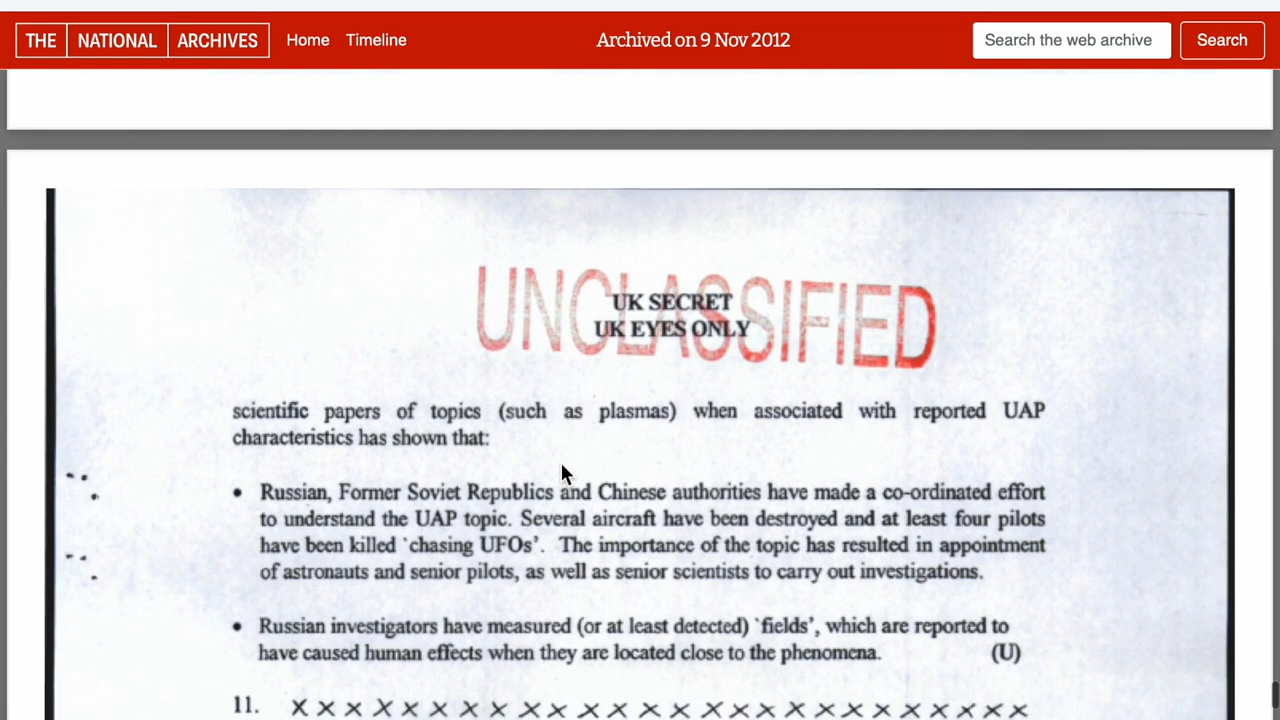 THE NATIONAL ARCHIVES Home Timeline Archived on 9 Nov 2012 Search the web archive Search
UNCLASSIFIED
UK SECRET
UK EYES ONLY
scientific papers of topics (such as plasmas) when associated with reported UAP
characteristics has shown that:
• Russian, Former Soviet Republics and Chinese authorities have made a co-ordinated effort
to understand the UAP topic. Several aircraft have been destroyed and at least four pilots
have been killed `chasing UFOs'. The importance of the topic has resulted in appointment
of astronauts and senior pilots, as well as senior scientists to carry out investigations.
• Russian investigators have measured (or at least detected) `fields', which are reported to
have caused human effects when they are located close to the phenomena. (U)
11. X X X X X X X X X X X X X X X X X X X X X X X X X X